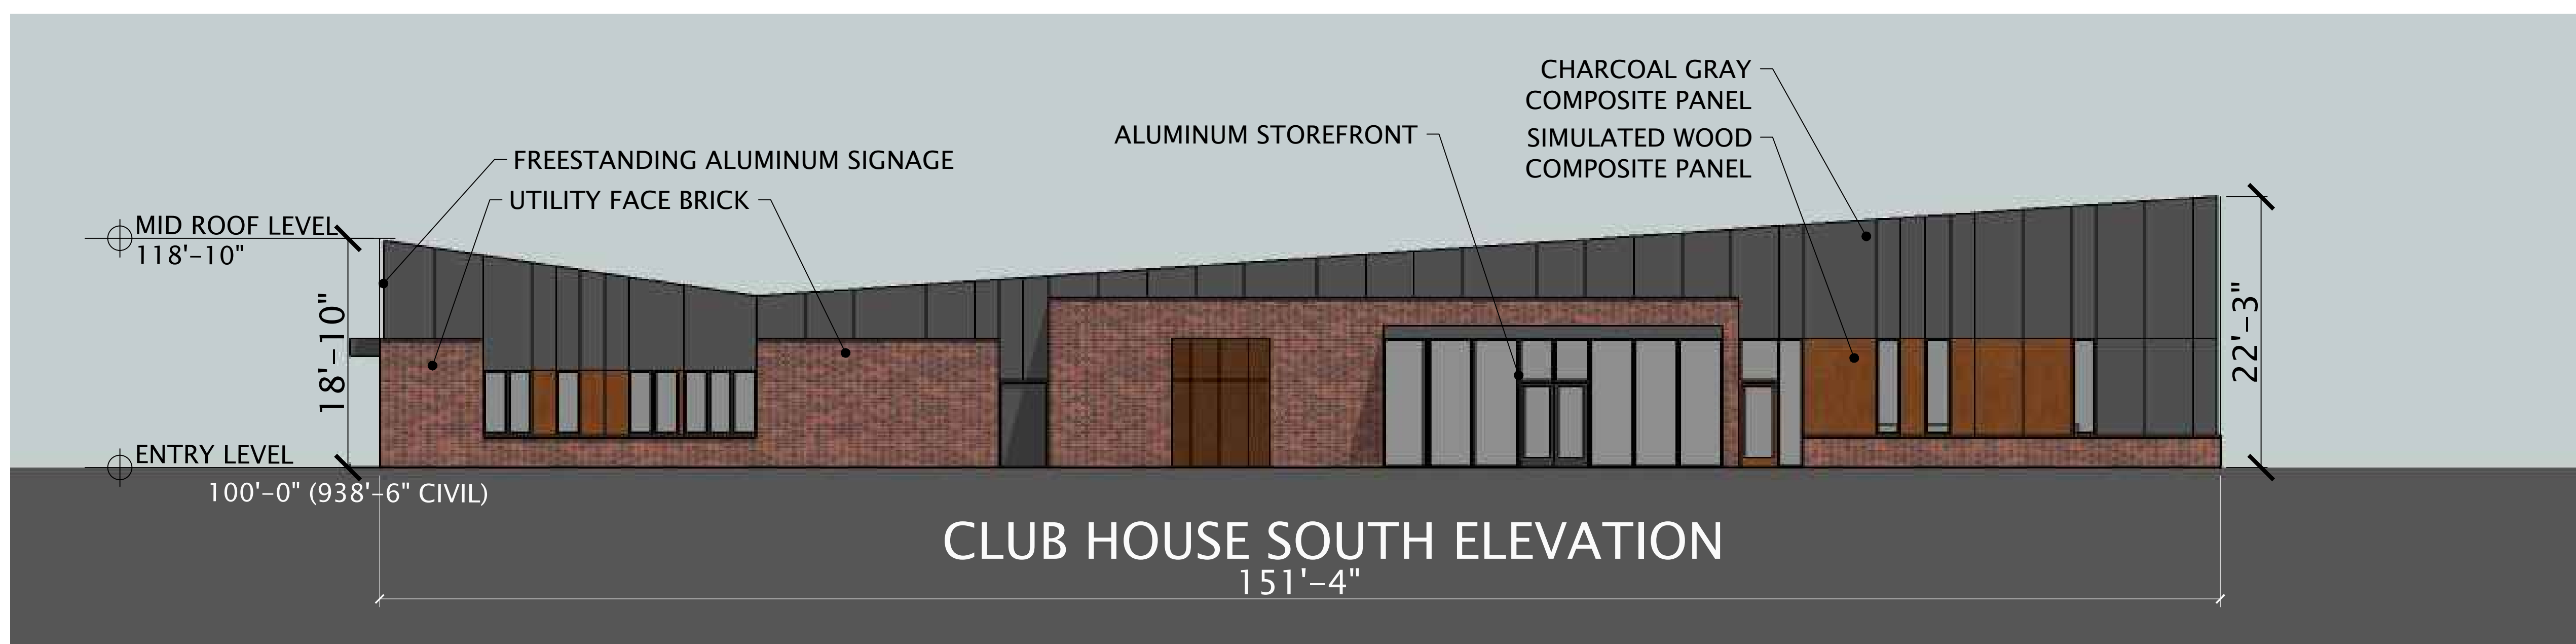 CHARCOAL GRAY
COMPOSITE PANEL
ALUMINUM STOREFRONT
SIMULATED WOOD
COMPOSITE PANEL
FREESTANDING ALUMINUM SIGNAGE
UTILITY FACE BRICK
MID ROOF LEVEL
118'-10"
18'-10"
22'-3"
ENTRY LEVEL
100'-0" (938'-6" CIVIL)
CLUB HOUSE SOUTH ELEVATION
151'-4"